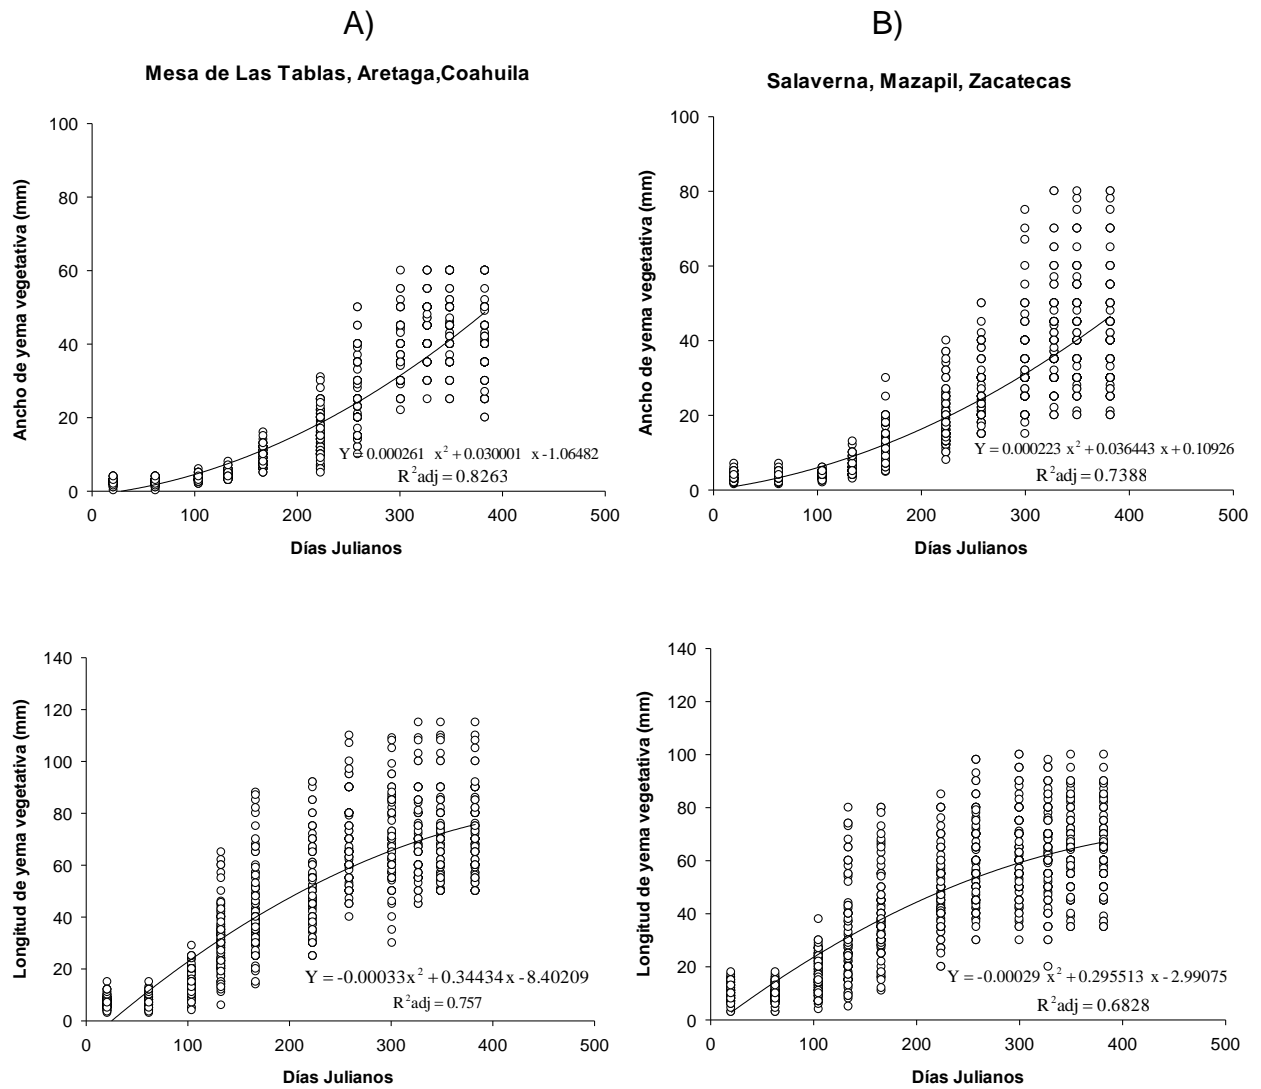 A)
B)
Mesa de Las Tablas, Aretaga,Coahuila
Salaverna, Mazapil, Zacatecas
Ancho de yema vegetativa (mm)
100
80
60
40
20
0
Y = 0.000261 x² + 0.030001 x -1.06482
R²adj = 0.8263
0 100 200 300 400 500
Días Julianos
Ancho de yema vegetativa (mm)
100
80
60
40
20
0
Y = 0.000223 x² + 0.036443 x + 0.10926
R²adj = 0.7388
0 100 200 300 400 500
Días Julianos
Longitud de yema vegetativa (mm)
140
120
100
80
60
40
20
0
Y = -0.00033x² + 0.34434 x - 8.40209
R²adj = 0.757
0 100 200 300 400 500
Días Julianos
Longitud de yema vegetativa (mm)
140
120
100
80
60
40
20
0
Y = -0.00029 x² + 0.295513 x -2.99075
R²adj = 0.6828
0 100 200 300 400 500
Días Julianos